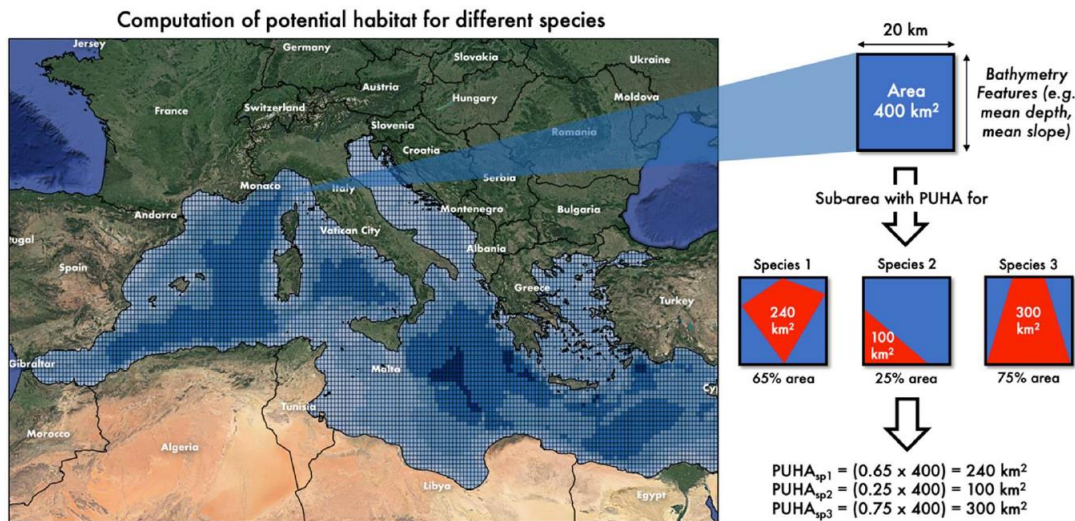 Computation of potential habitat for different species
Jersey
Germany
Slovakia
Ukraine
France
Austria
Hungary
Moldova
Switzerland
Slovenia
Romania
Croatia
Serbia
Monaco
Italy
Andorra
Montenegro
Bulgaria
Vatican City
Albania
Spain
Greece
Turkey
Gibraltar
Malta
Tunisia
Morocco
Algeria
Libya
Egypt
20 km
Area
400 km²
Bathymetry
Features (e.g.
mean depth,
mean slope)
Sub-area with PUHA for
Species 1
Species 2
Species 3
240
km²
100
km²
300
km²
65% area
25% area
75% area
PUHAsp1 = (0.65 x 400) = 240 km²
PUHAsp2 = (0.25 x 400) = 100 km²
PUHAsp3 = (0.75 x 400) = 300 km²